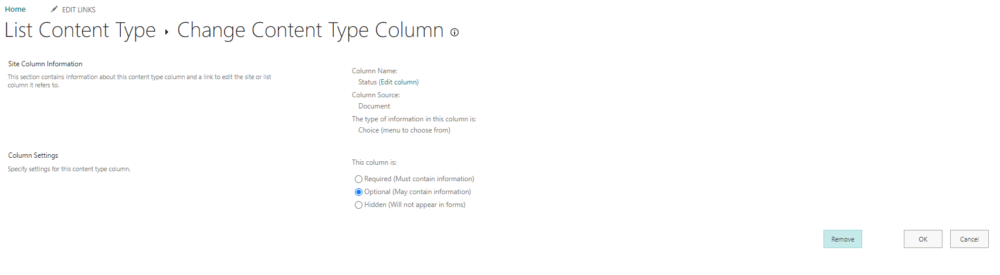 Home EDIT LINKS
List Content Type ▸ Change Content Type Column
Site Column Information
This section contains information about this content type column and a link to edit the site or list
column it refers to.
Column Name:
Status (Edit column)
Column Source:
Document
The type of information in this column is:
Choice (menu to choose from)
Column Settings
Specify settings for this content type column.
This column is:
Required (Must contain information)
Optional (May contain information)
Hidden (Will not appear in forms)
Remove OK Cancel